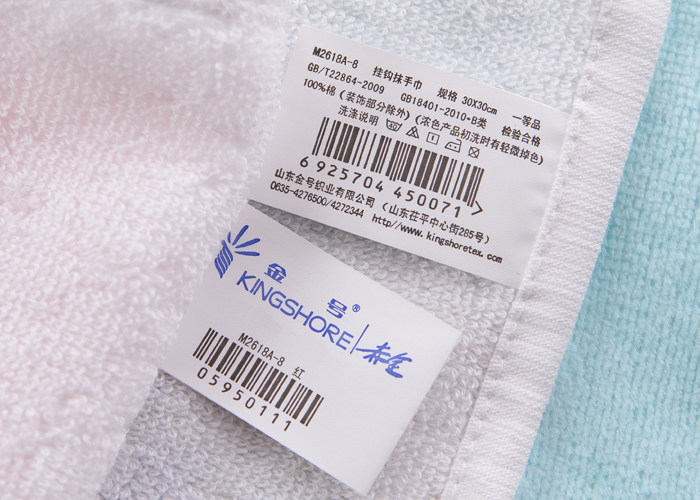 M2618A-8 挂钩抹手巾 规格 30X30cm 一等品
GB/T22864-2009 GB18401-2010•B类 检验合格
100%棉（装饰部分除外）(浓色产品初洗时有轻微掉色)
洗涤说明
6 925704 450071 >
山东金号织业有限公司（山东茌平中心街285号）
0635-4276500/4272344 http//www.kingshoretex.com
金号®
KINGSHORE
M2618A-8 红
05950111